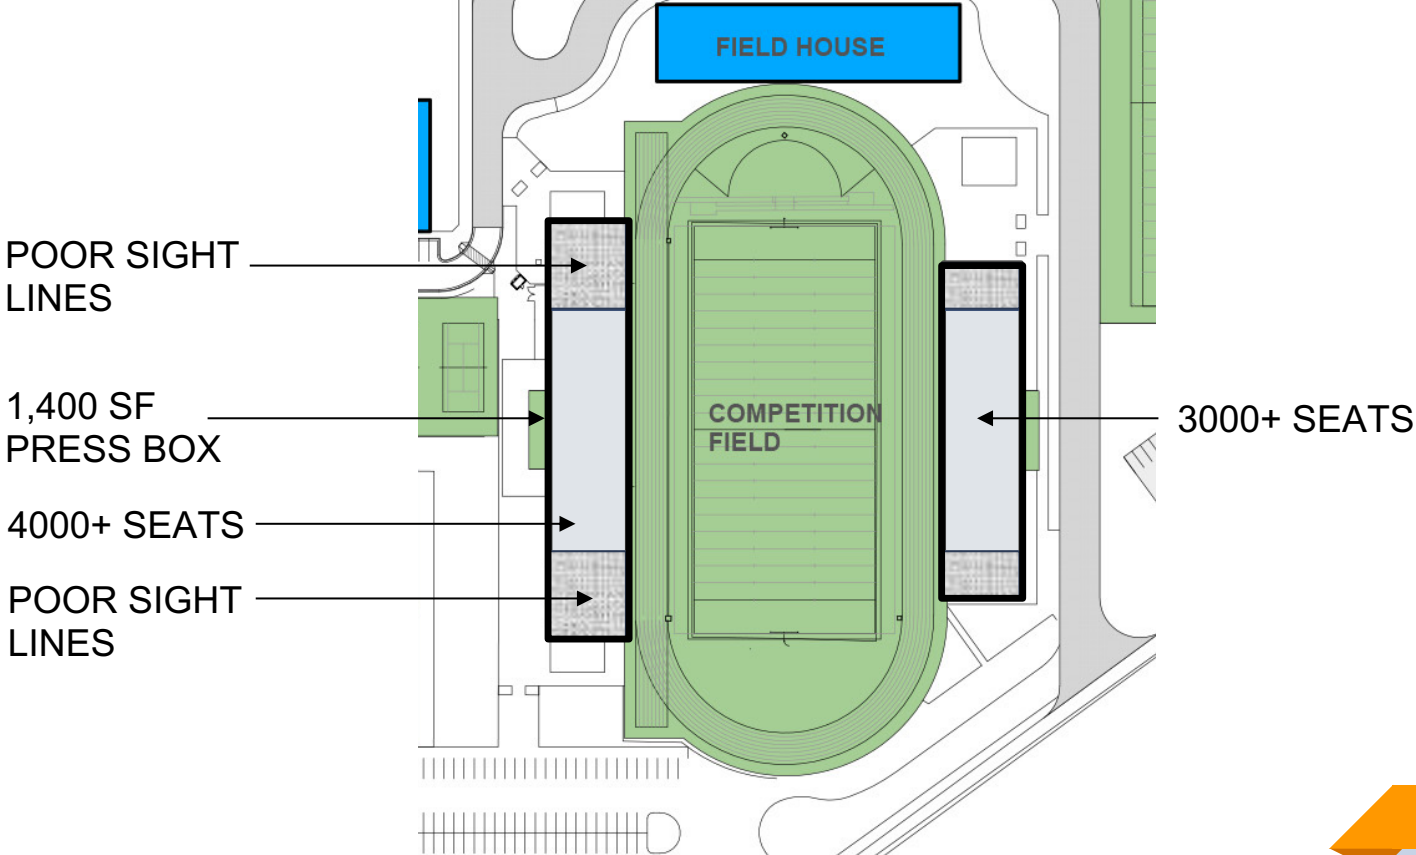 FIELD HOUSE
POOR SIGHT
LINES
1,400 SF
PRESS BOX
COMPETITION
FIELD
3000+ SEATS
4000+ SEATS
POOR SIGHT
LINES